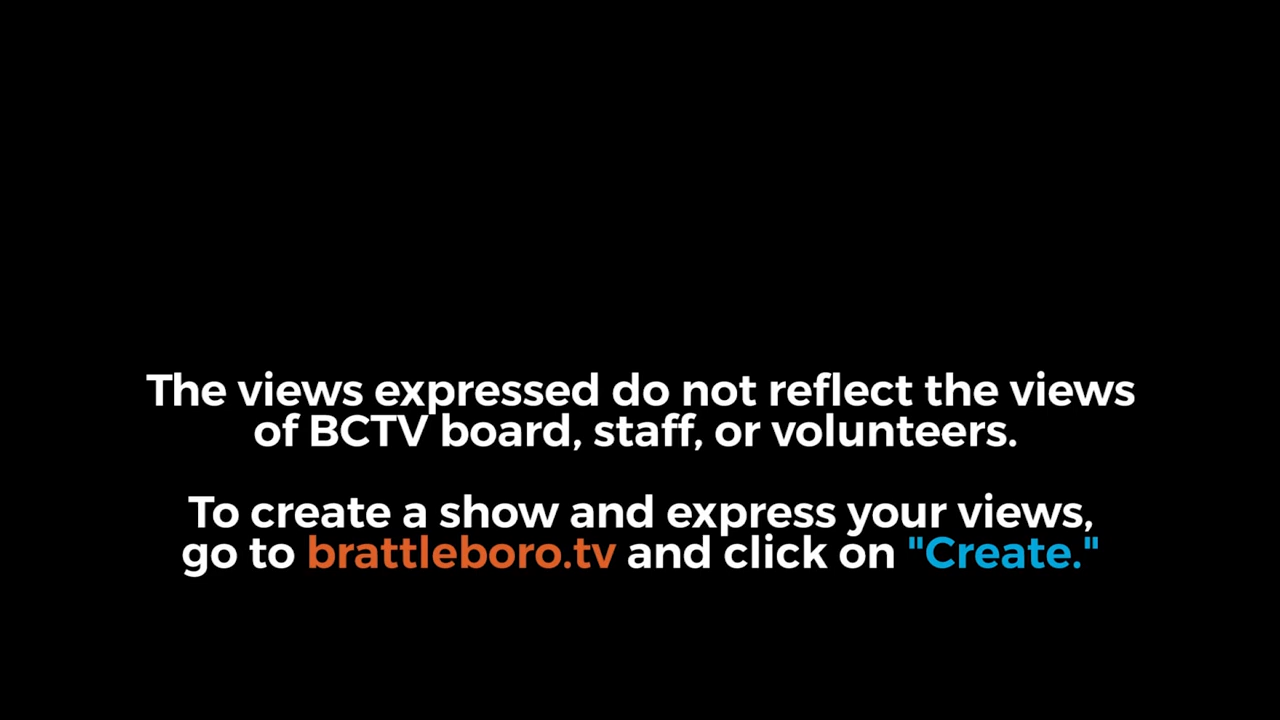 The views expressed do not reflect the views
of BCTV board, staff, or volunteers.
To create a show and express your views,
go to brattleboro.tv and click on "Create."